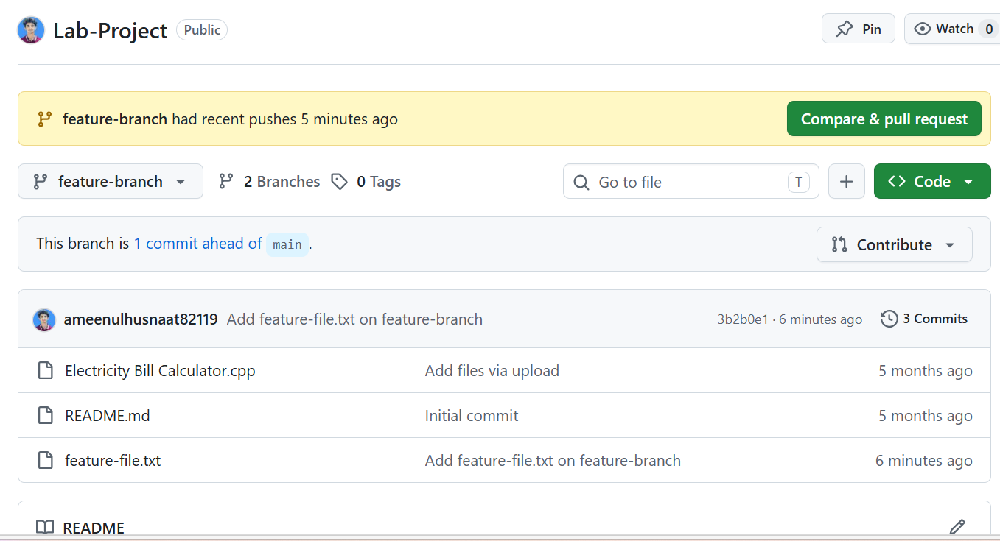 Lab-Project Public Pin Watch 0
feature-branch had recent pushes 5 minutes ago Compare & pull request
feature-branch 2 Branches 0 Tags Go to file T + Code
This branch is 1 commit ahead of main. Contribute
ameenulhusnaat82119 Add feature-file.txt on feature-branch 3b2b0e1 · 6 minutes ago 3 Commits
Electricity Bill Calculator.cpp Add files via upload 5 months ago
README.md Initial commit 5 months ago
feature-file.txt Add feature-file.txt on feature-branch 6 minutes ago
README